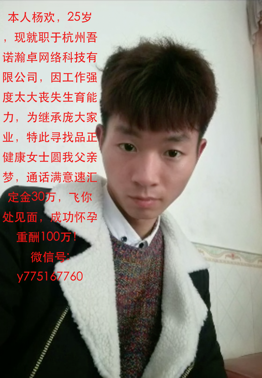 本人杨欢，25岁
，现就职于杭州吾
诺瀚卓网络科技有
限公司，因工作强
度太大丧失生育能
力，为继承庞大家
业，特此寻找品正
健康女士圆我父亲
梦，通话满意速汇
定金30万，飞你
处见面，成功怀孕
重酬100万！
微信号:
y775167760